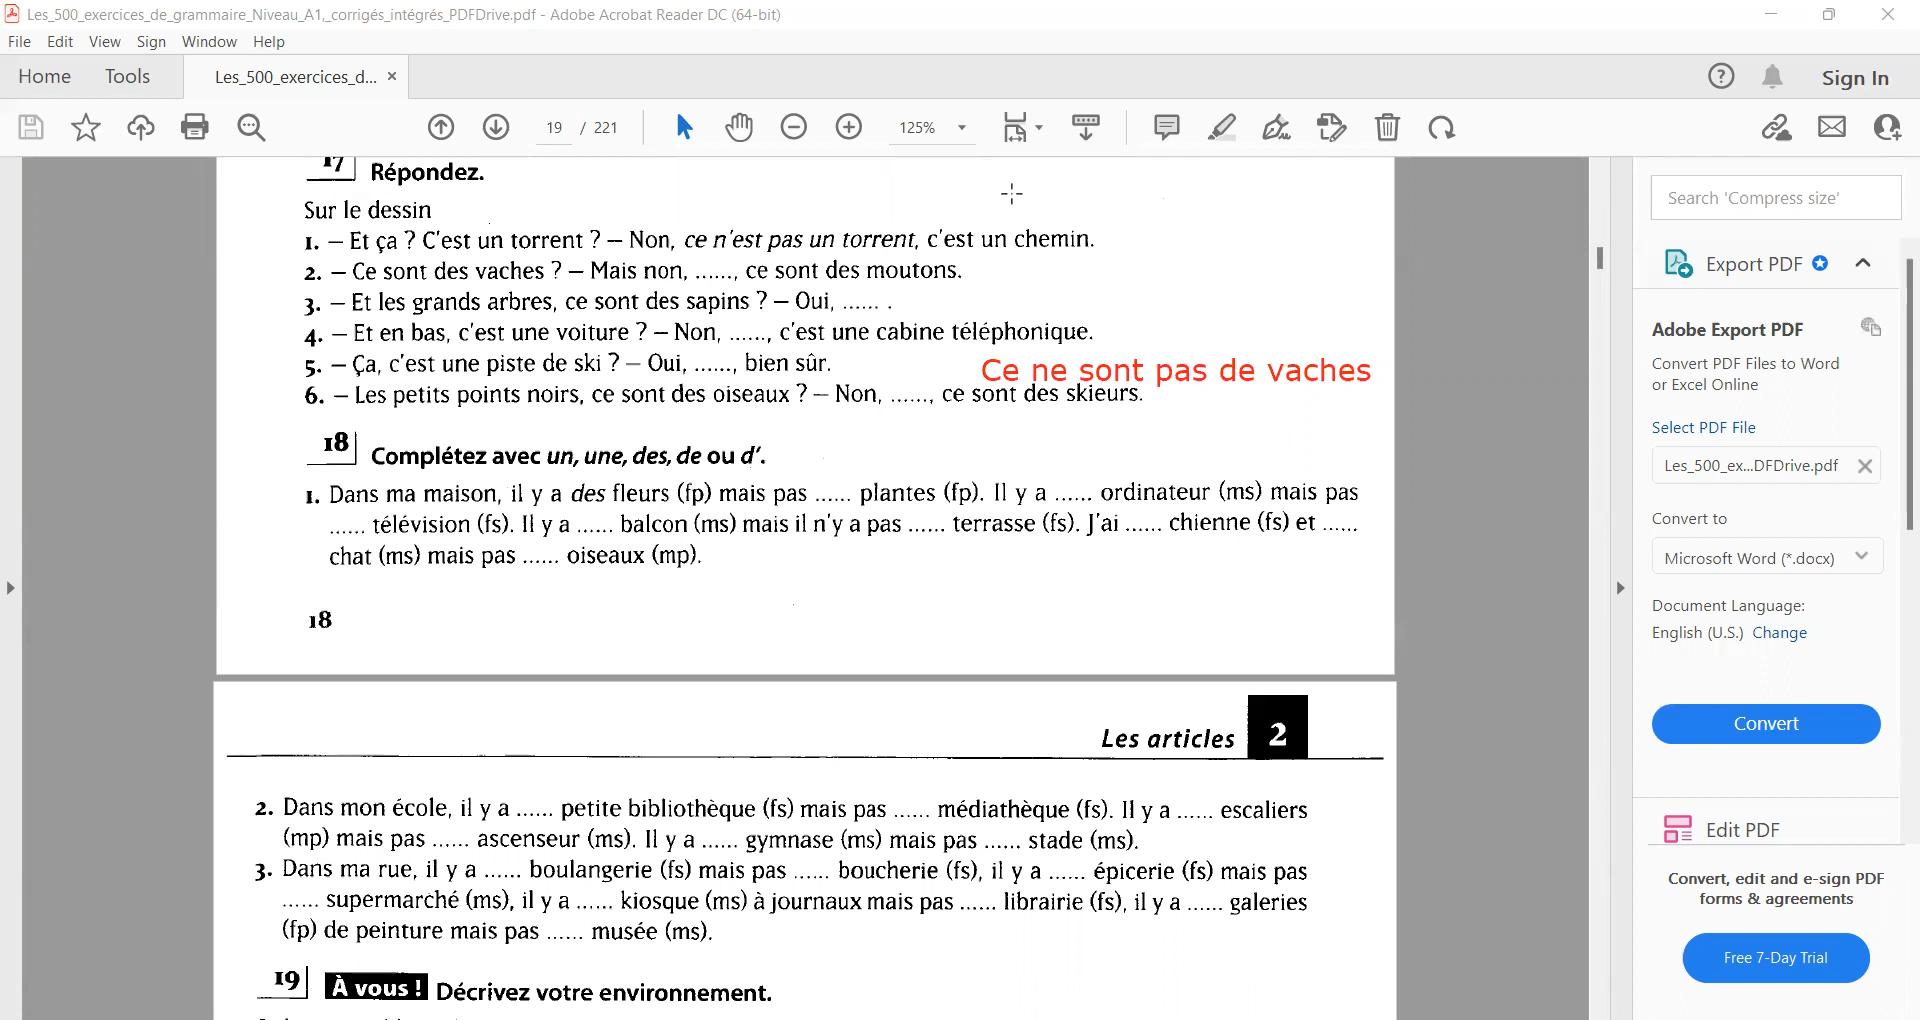 Les_500_exercices_de_grammaire_Niveau_A1,_corrigés_intégrés_PDFDrive.pdf - Adobe Acrobat Reader DC (64-bit)
File Edit View Sign Window Help
Home Tools Les_500_exercices_d... × Sign In
19 / 221 125%
17 Répondez.
Sur le dessin
1. – Et ça ? C'est un torrent ? – Non, ce n'est pas un torrent, c'est un chemin.
2. – Ce sont des vaches ? – Mais non, ......, ce sont des moutons.
3. – Et les grands arbres, ce sont des sapins ? – Oui, ...... .
4. – Et en bas, c'est une voiture ? – Non, ......, c'est une cabine téléphonique.
5. – Ça, c'est une piste de ski ? – Oui, ......, bien sûr.
Ce ne sont pas de vaches
6. – Les petits points noirs, ce sont des oiseaux ? – Non, ......, ce sont des skieurs.
18 Complétez avec un, une, des, de ou d'.
1. Dans ma maison, il y a des fleurs (fp) mais pas ...... plantes (fp). Il y a ...... ordinateur (ms) mais pas
...... télévision (fs). Il y a ...... balcon (ms) mais il n'y a pas ...... terrasse (fs). J'ai ...... chienne (fs) et ......
chat (ms) mais pas ...... oiseaux (mp).
18
Les articles 2
2. Dans mon école, il y a ...... petite bibliothèque (fs) mais pas ...... médiathèque (fs). Il y a ...... escaliers
(mp) mais pas ...... ascenseur (ms). Il y a ...... gymnase (ms) mais pas ...... stade (ms).
3. Dans ma rue, il y a ...... boulangerie (fs) mais pas ...... boucherie (fs), il y a ...... épicerie (fs) mais pas
...... supermarché (ms), il y a ...... kiosque (ms) à journaux mais pas ...... librairie (fs), il y a ...... galeries
(fp) de peinture mais pas ...... musée (ms).
19 À vous ! Décrivez votre environnement.
Search 'Compress size'
Export PDF
Adobe Export PDF
Convert PDF Files to Word
or Excel Online
Select PDF File
Les_500_ex...DFDrive.pdf
Convert to
Microsoft Word (*.docx)
Document Language:
English (U.S.) Change
Convert
Edit PDF
Convert, edit and e-sign PDF
forms & agreements
Free 7-Day Trial